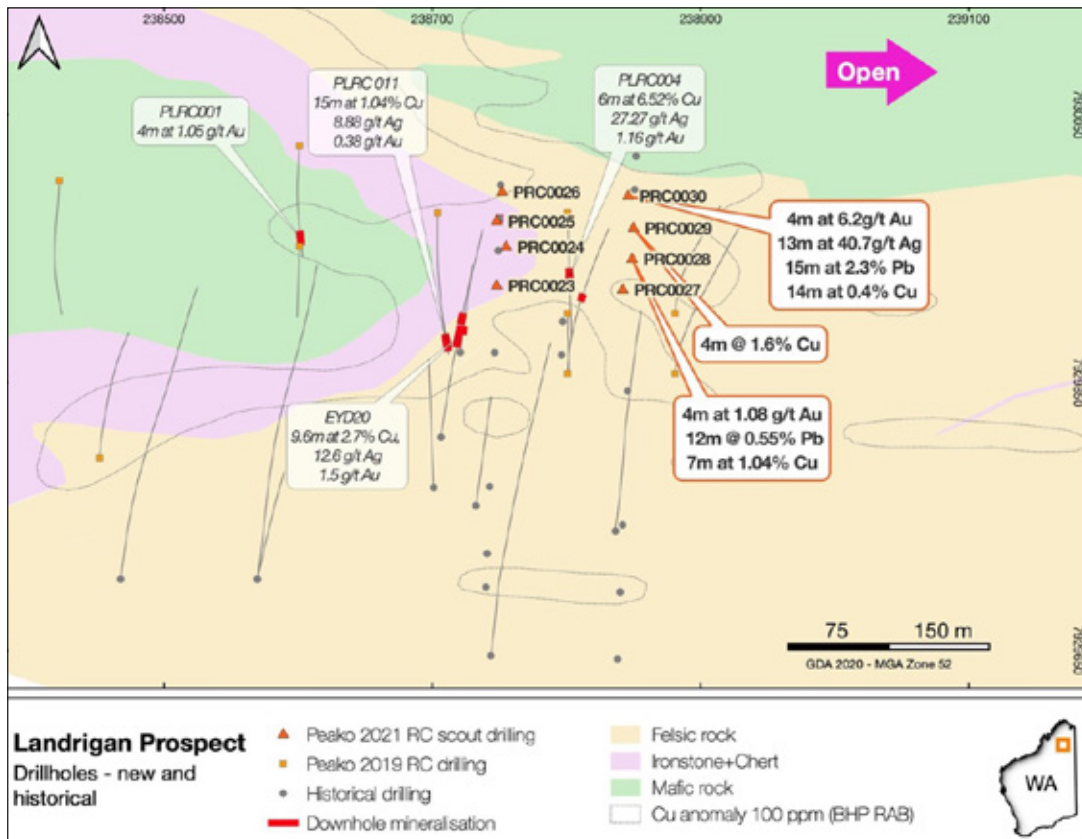 238500
238700
238900
239100
Open
7930050
PLRC001
4m at 1.05 g/t Au
PLRC 011
15m at 1.04% Cu
8.88 g/t Ag
0.38 g/t Au
PLRC004
6m at 6.52% Cu
27.27 g/t Ag
1.16 g/t Au
PRC0026
PRC0025
PRC0024
PRC0023
PRC0030
PRC0029
PRC0028
PRC0027
4m at 6.2g/t Au
13m at 40.7g/t Ag
15m at 2.3% Pb
14m at 0.4% Cu
4m @ 1.6% Cu
7929850
EYD20
9.6m at 2.7% Cu,
12.6 g/t Ag
1.5 g/t Au
4m at 1.08 g/t Au
12m @ 0.55% Pb
7m at 1.04% Cu
75 150 m
GDA 2020 - MGA Zone 52
7929650
Landrigan Prospect
Drillholes - new and
historical
Peako 2021 RC scout drilling
Peako 2019 RC drilling
Historical drilling
Downhole mineralisation
Felsic rock
Ironstone+Chert
Mafic rock
Cu anomaly 100 ppm (BHP RAB)
WA